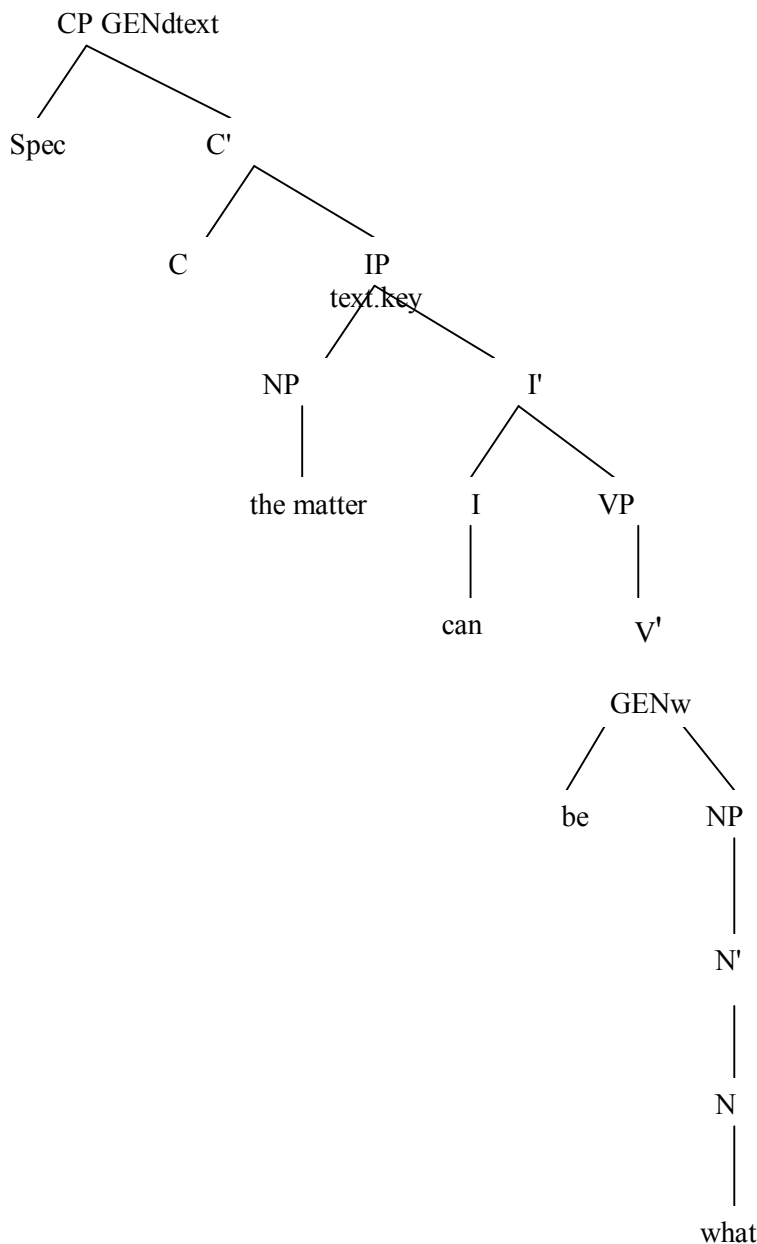 CP GENdtext
Spec C'
C IP
text.key
NP I'
the matter I VP
can V'
GENw
be NP
N'
N
what